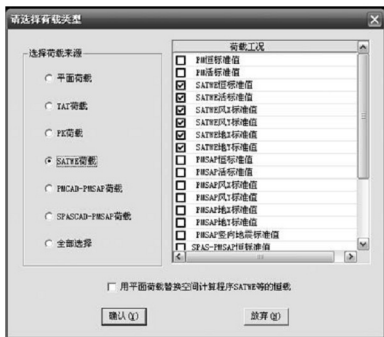 请选择荷载类型
选择荷载来源
平面荷载
TAT荷载
PK荷载
SATWE荷载
PMCAD-PMSAP荷载
SPASCAD-PMSAP荷载
全部选择
荷载工况
PM恒标准值
PM活标准值
SATWE恒标准值
SATWE活标准值
SATWE风X标准值
SATWE风Y标准值
SATWE地X标准值
SATWE地Y标准值
PMSAP恒标准值
PMSAP活标准值
PMSAP风X标准值
PMSAP风Y标准值
PMSAP地X标准值
PMSAP地Y标准值
PMSAP竖向地震标准值
SPAS-PMSAP恒标准值
用平面荷载替换空间计算程序SATWE等的恒载
确认(Y)
放弃(N)